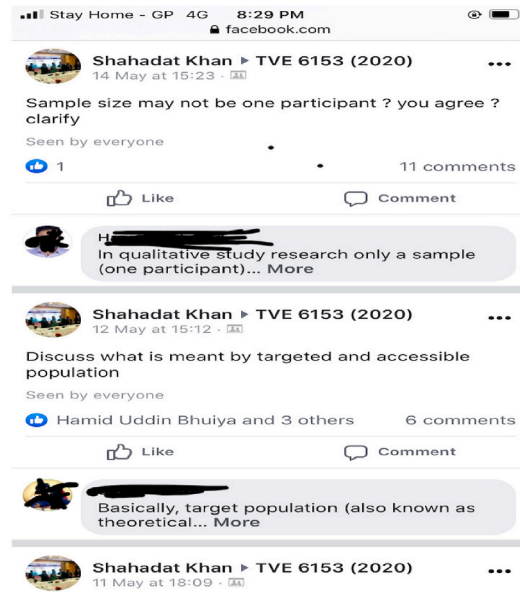 Stay Home - GP 4G 8:29 PM
facebook.com
Shahadat Khan ▸ TVE 6153 (2020)
14 May at 15:23 ·
Sample size may not be one participant ? you agree ?
clarify
Seen by everyone
1 11 comments
Like Comment
H
In qualitative study research only a sample
(one participant)... More
Shahadat Khan ▸ TVE 6153 (2020)
12 May at 15:12 ·
Discuss what is meant by targeted and accessible
population
Seen by everyone
Hamid Uddin Bhuiya and 3 others 6 comments
Like Comment
Basically, target population (also known as
theoretical... More
Shahadat Khan ▸ TVE 6153 (2020)
11 May at 18:09 ·